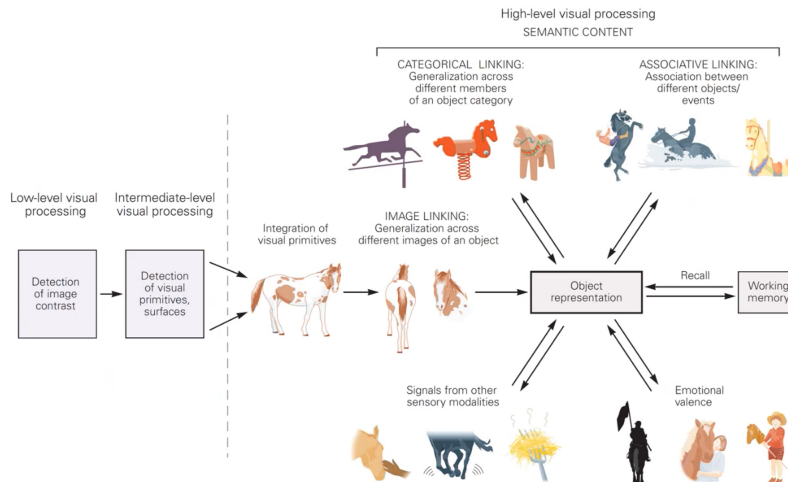 High-level visual processing
SEMANTIC CONTENT
CATEGORICAL LINKING:
Generalization across
different members
of an object category
ASSOCIATIVE LINKING:
Association between
different objects/
events
Low-level visual
processing
Intermediate-level
visual processing
Integration of
visual primitives
IMAGE LINKING:
Generalization across
different images of an object
Detection
of image
contrast
Detection
of visual
primitives,
surfaces
Object
representation
Recall
Working
memory
Signals from other
sensory modalities
Emotional
valence